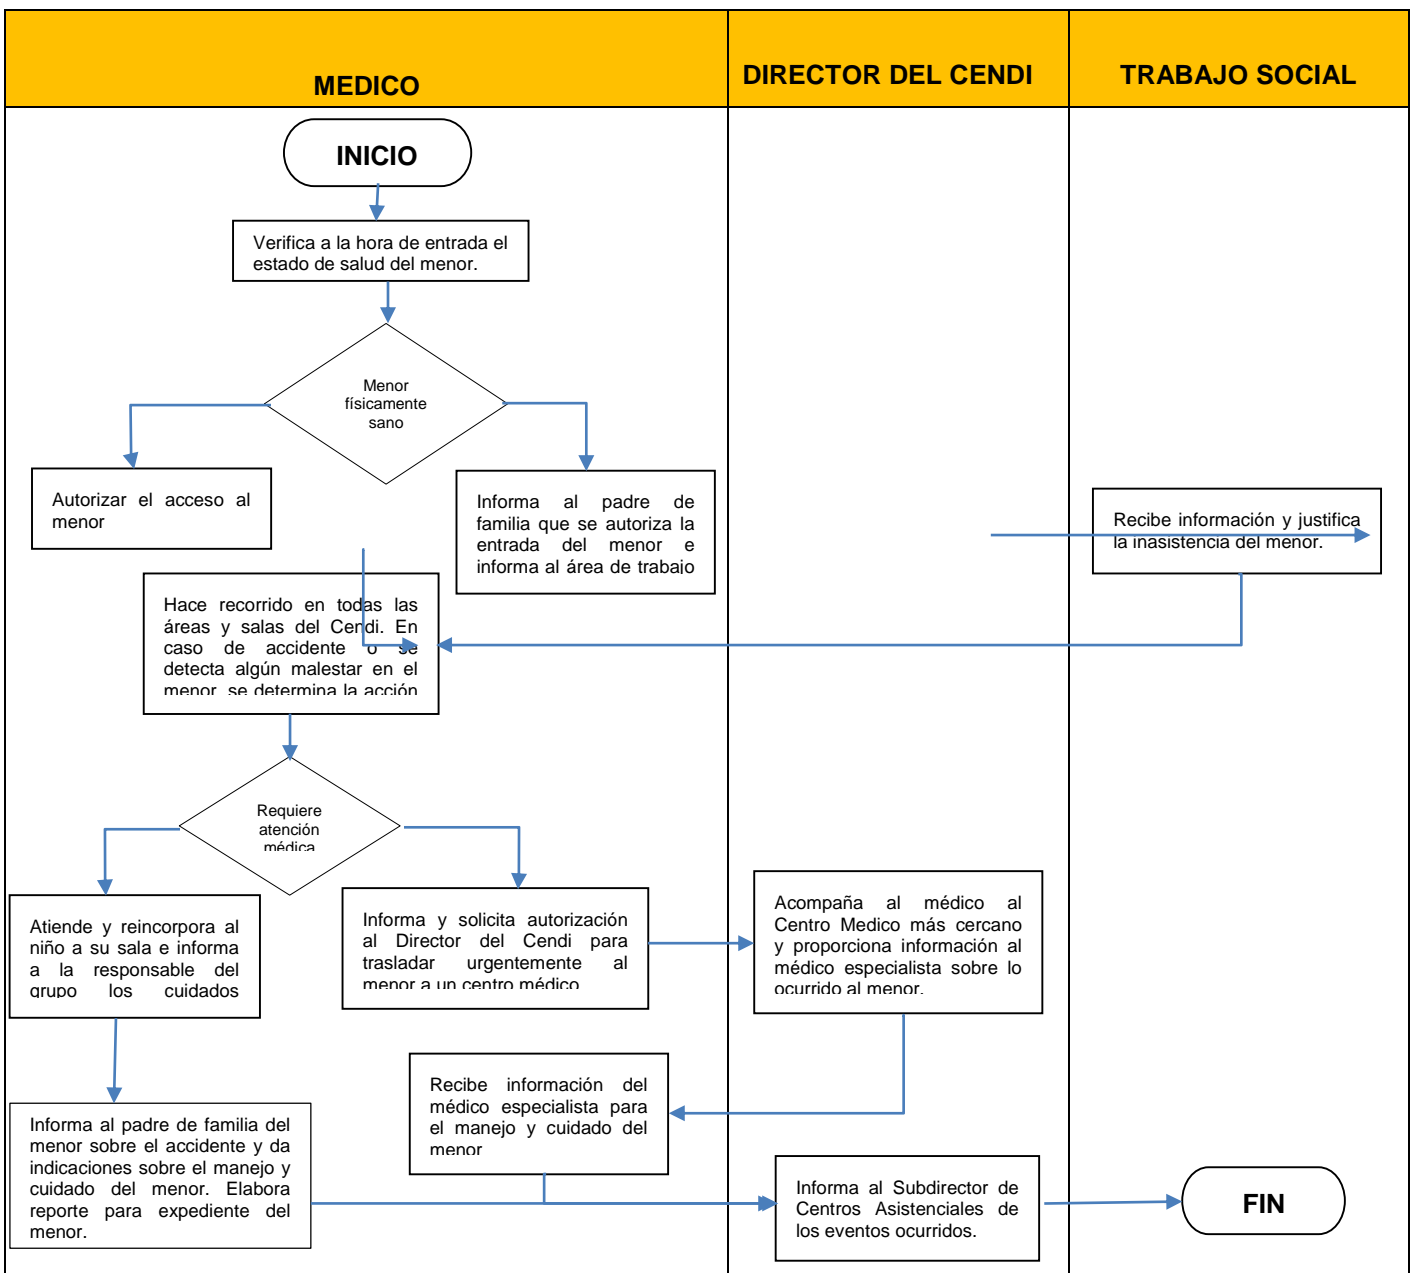 MEDICO
DIRECTOR DEL CENDI
TRABAJO SOCIAL
INICIO
Verifica a la hora de entrada el
estado de salud del menor.
Menor
físicamente
sano
Autorizar el acceso al
menor
Informa al padre de
familia que se autoriza la
entrada del menor e
informa al área de trabajo
Recibe información y justifica
la inasistencia del menor.
Hace recorrido en todas las
áreas y salas del Cendi. En
caso de accidente o se
detecta algún malestar en el
menor, se determina la acción
Requiere
atención
médica
Atiende y reincorpora al
niño a su sala e informa
a la responsable del
grupo los cuidados
Informa y solicita autorización
al Director del Cendi para
trasladar urgentemente al
menor a un centro médico
Acompaña al médico al
Centro Medico más cercano
y proporciona información al
médico especialista sobre lo
ocurrido al menor.
Informa al padre de familia del
menor sobre el accidente y da
indicaciones sobre el manejo y
cuidado del menor. Elabora
reporte para expediente del
menor.
Recibe información del
médico especialista para
el manejo y cuidado del
menor
Informa al Subdirector de
Centros Asistenciales de
los eventos ocurridos.
FIN